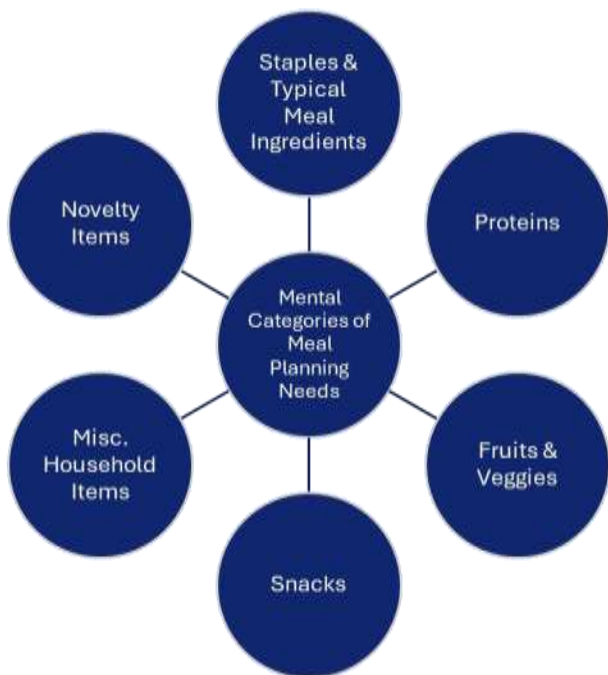 Staples &
Typical
Meal
Ingredients
Novelty
Items
Proteins
Mental
Categories of
Meal
Planning
Needs
Misc.
Household
Items
Fruits &
Veggies
Snacks